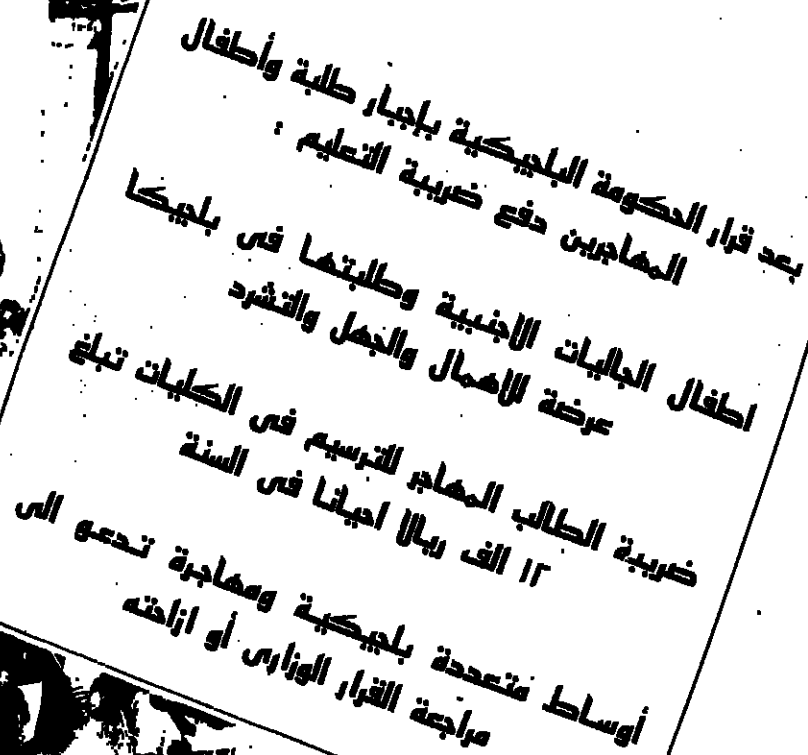 بعد قرار الحكومة البلجيكية بإجبار طلبة وأطفال
المهاجرين دفع ضريبة التعليم :
اطفال الجاليات الاجنبية وطلبتها فى بلجيكا
عرضة للاهمال والجهل والتشرد
ضريبة الطالب المهاجر للترسيم فى الكليات تبلغ
١٢ الف ريالا احيانا فى السنة
أوساط متعددة بلجيكية ومهاجرة تدعو الى
مراجعة القرار الوزارى أو ازاحته